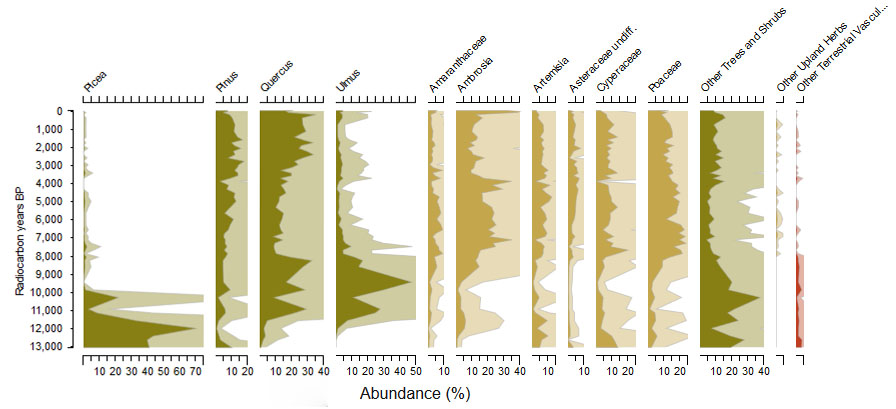 Picea
Pinus
Quercus
Ulmus
Amaranthaceae
Ambrosia
Artemisia
Asteraceae undiff.
Cyperaceae
Poaceae
Other Trees and Shrubs
Other Upland Herbs
Other Terrestrial Vascul...
Radiocarbon years BP
0
1,000
2,000
3,000
4,000
5,000
6,000
7,000
8,000
9,000
10,000
11,000
12,000
13,000
10 20 30 40 50 60 70 10 20 10 20 30 40 10 20 30 40 50 10 10 20 30 40 10 10 10 20 10 20 10 20 30 40
Abundance (%)